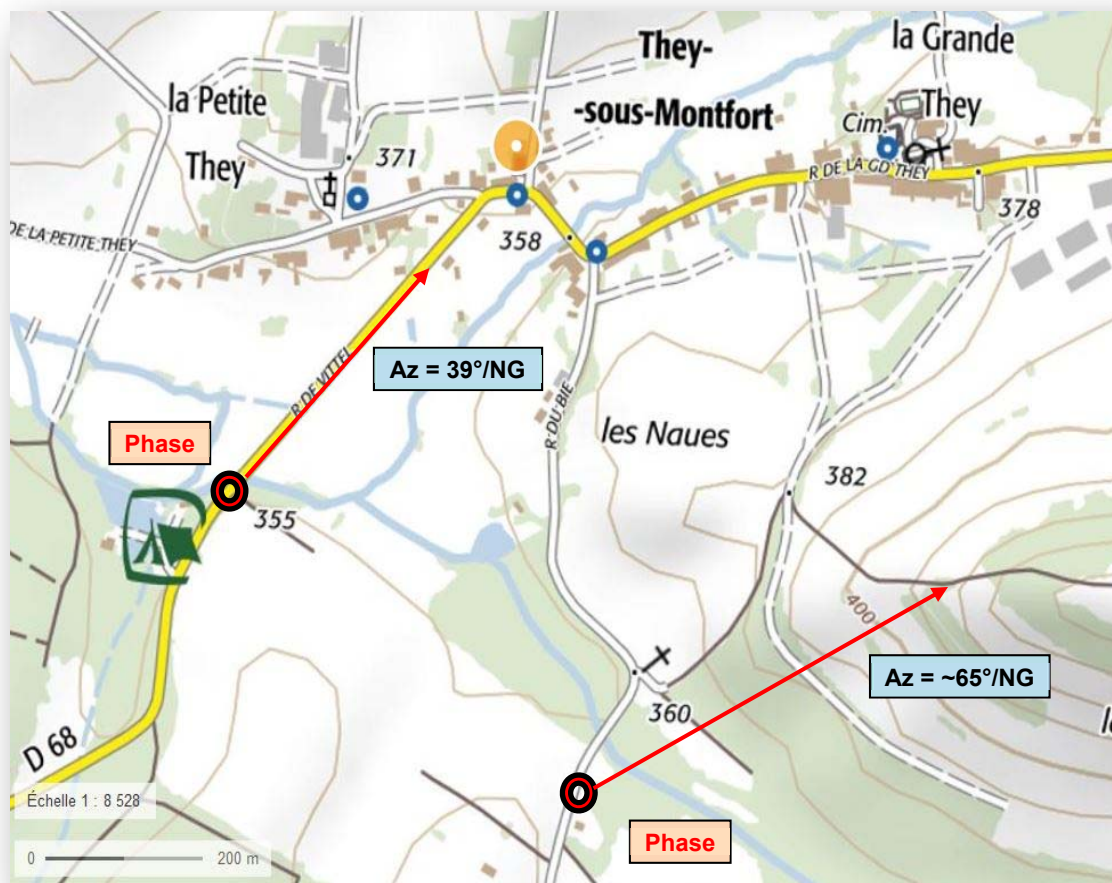 They-
-sous-Montfort
la Grande
They
Cim.
la Petite
They
371
R DE LA GD THEY
378
DE LA PETITE THEY
358
Az = 39°/NG
R DE VITTEL
R DU BIE
les Naues
Phase
382
355
400
Az = ~65°/NG
360
D 68
Échelle 1 : 8 528
Phase
0
200 m